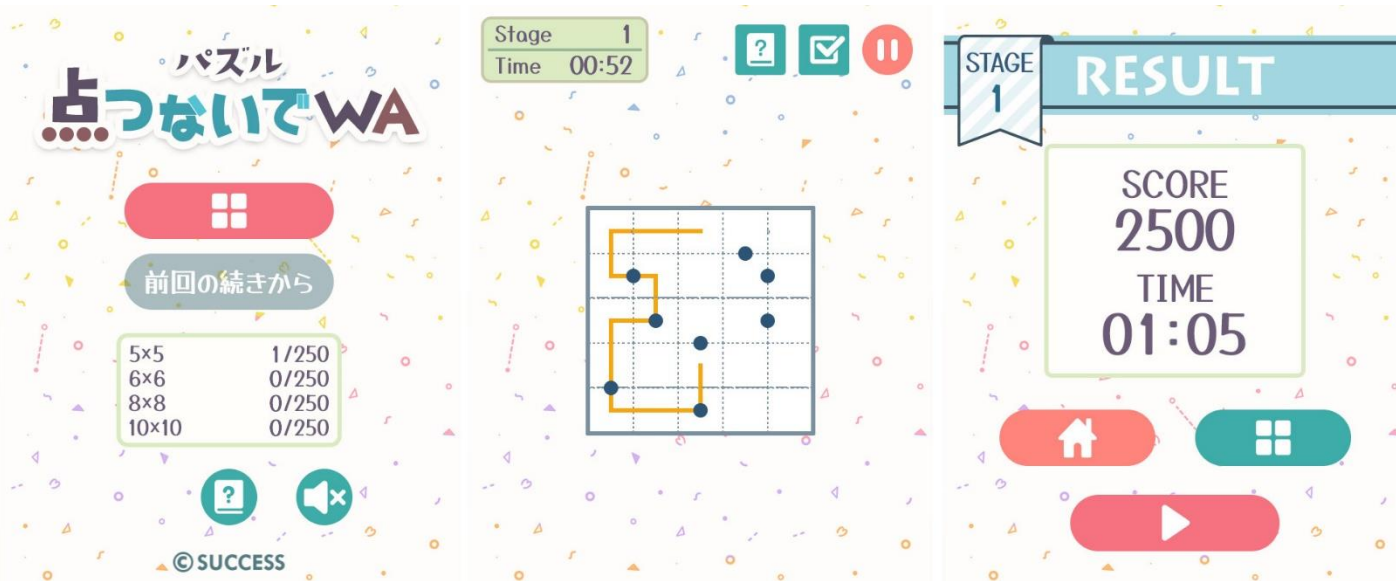 パズル
点つないでWA
前回の続きから
5×5 1/250
6×6 0/250
8×8 0/250
10×10 0/250
?
© SUCCESS
Stage 1
Time 00:52
?
STAGE
1
RESULT
SCORE
2500
TIME
01:05